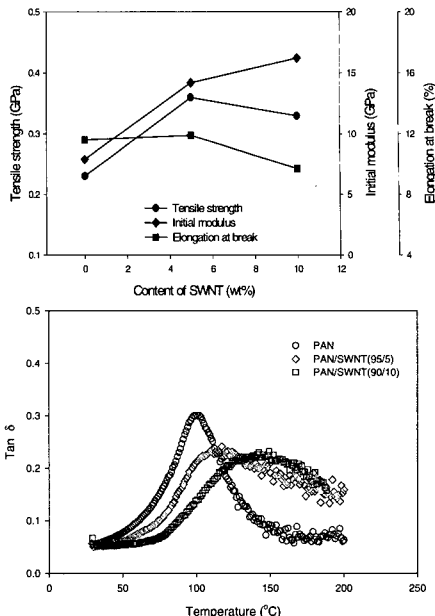 0.5
0.4
0.3
0.2
0.1
Tensile strength (GPa)
20
15
10
5
0
Initial modulus (GPa)
20
16
12
8
4
Elongation at break (%)
Tensile strength
Initial modulus
Elongation at break
0 2 4 6 8 10 12
Content of SWNT (wt%)
0.5
0.4
0.3
0.2
0.1
0.0
Tan δ
PAN
PAN/SWNT(95/5)
PAN/SWNT(90/10)
0 50 100 150 200 250
Temperature (°C)